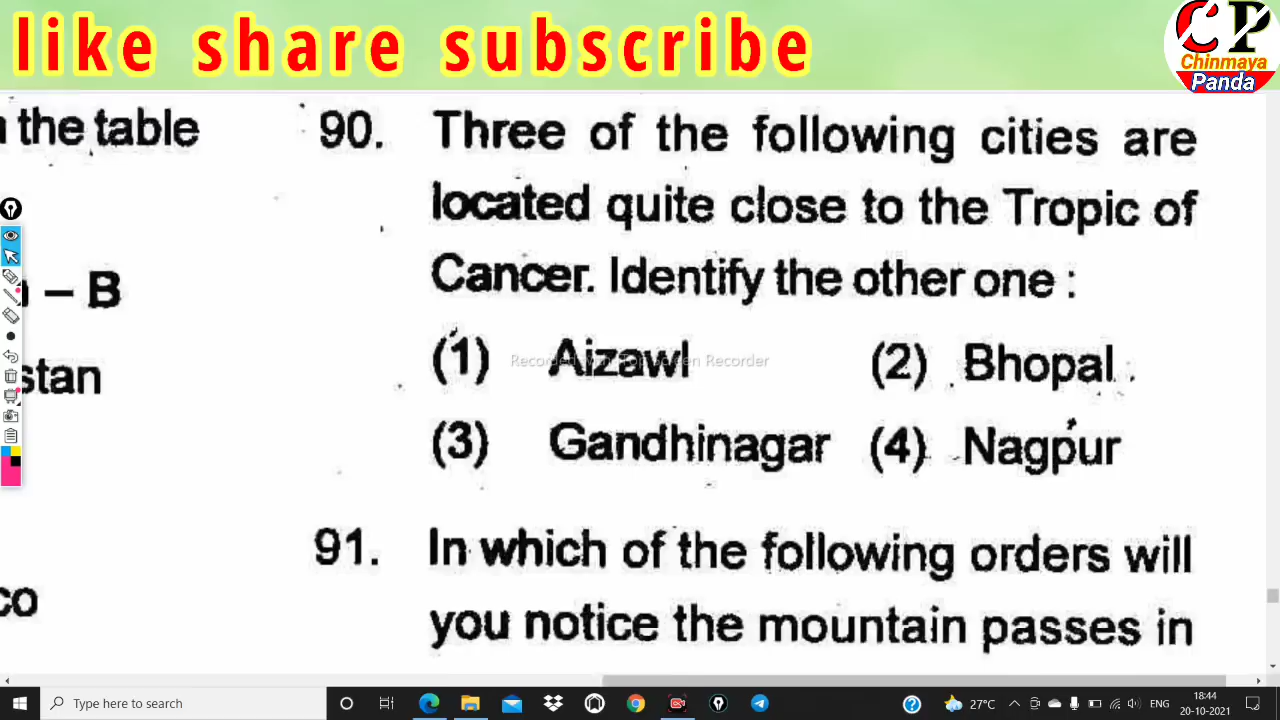 like share subscribe
CP
Chinmaya
Panda
the table
– B
stan
co
90. Three of the following cities are
located quite close to the Tropic of
Cancer. Identify the other one :
(1) Aizawl (2) Bhopal
(3) Gandhinagar (4) Nagpur
91. In which of the following orders will
you notice the mountain passes in
Type here to search
27°C
ENG
18:44
20-10-2021